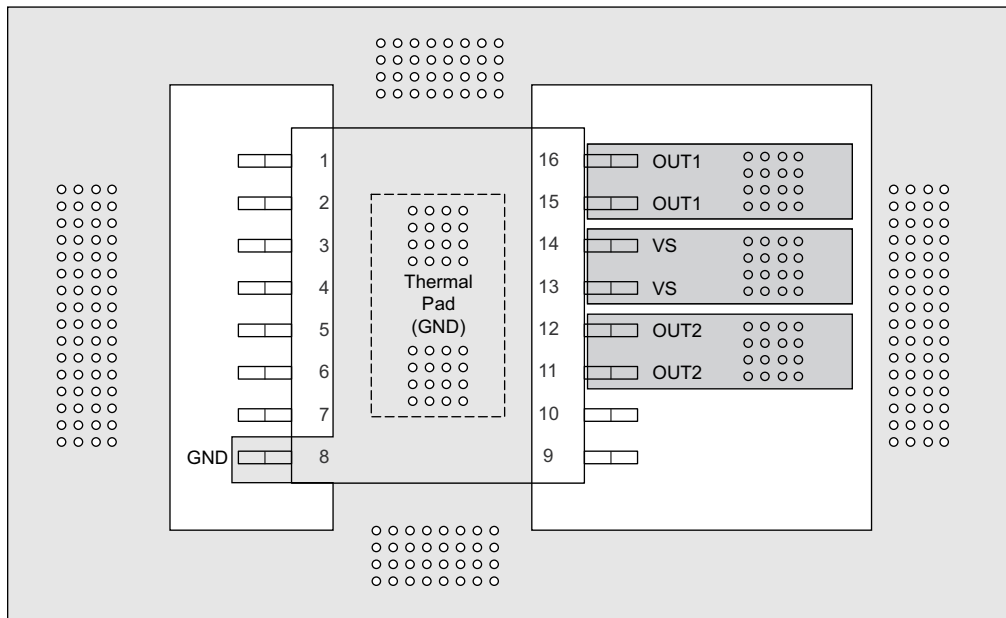 1
2
3
4
5
6
7
GND 8
Thermal
Pad
(GND)
16 OUT1
15 OUT1
14 VS
13 VS
12 OUT2
11 OUT2
10
9